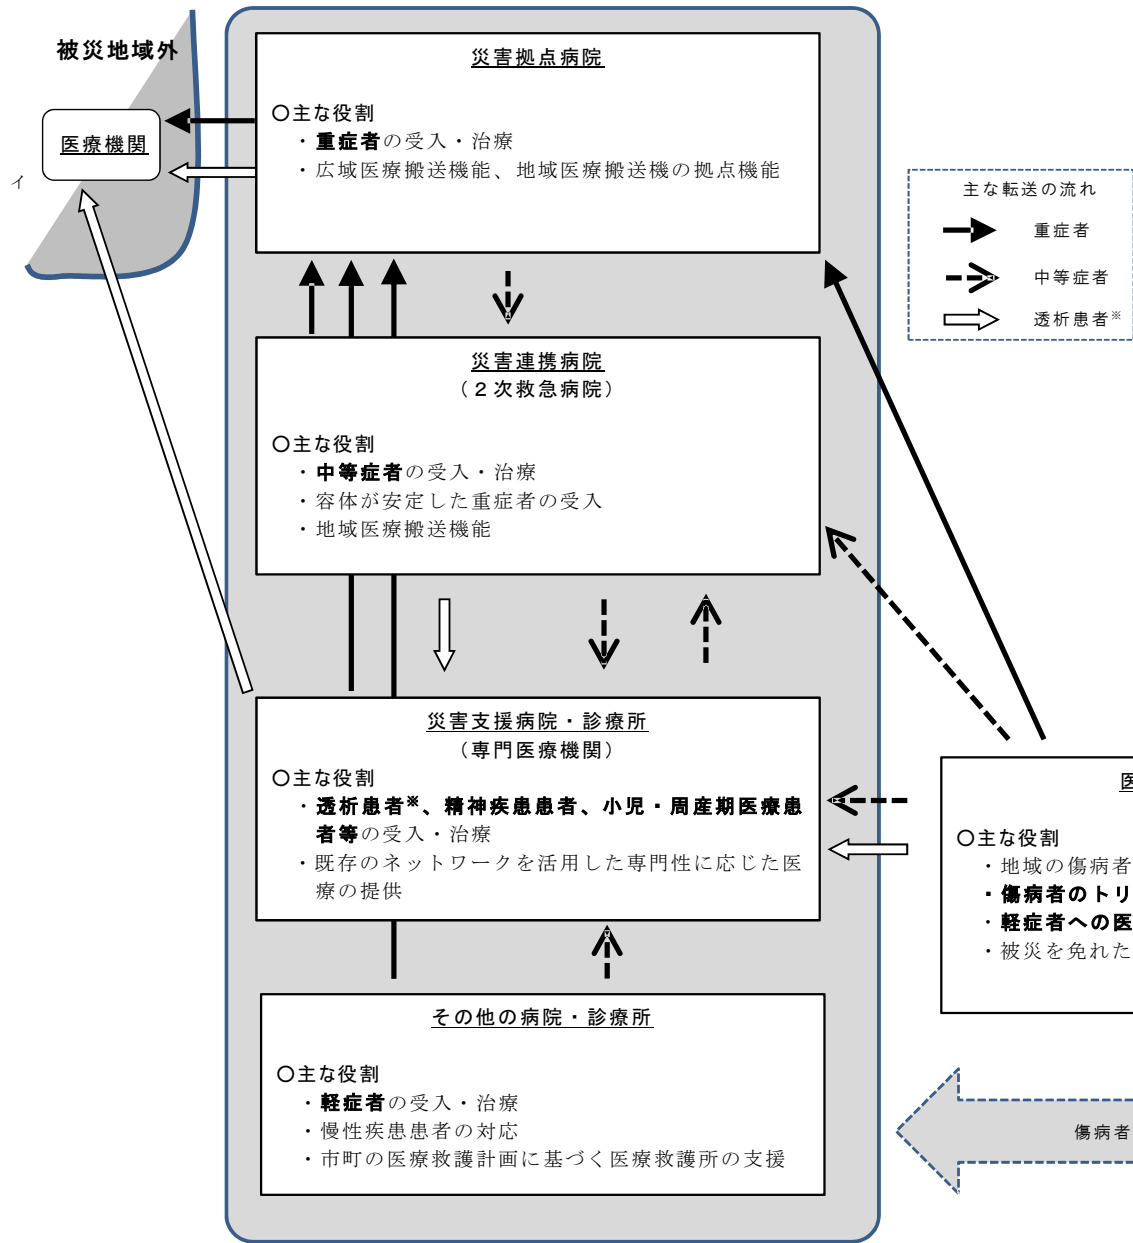 被災地域外
医療機関
イ
災害拠点病院
○主な役割
・重症者の受入・治療
・広域医療搬送機能、地域医療搬送機の拠点機能
主な転送の流れ
重症者
中等症者
透析患者※
災害連携病院
(2次救急病院)
○主な役割
・中等症者の受入・治療
・容体が安定した重症者の受入
・地域医療搬送機能
災害支援病院・診療所
(専門医療機関)
○主な役割
・透析患者※、精神疾患患者、小児・周産期医療患
者等の受入・治療
・既存のネットワークを活用した専門性に応じた医
療の提供
医
○主な役割
・地域の傷病者
・傷病者のトリ
・軽症者への医
・被災を免れた
その他の病院・診療所
○主な役割
・軽症者の受入・治療
・慢性疾患患者の対応
・市町の医療救護計画に基づく医療救護所の支援
傷病者